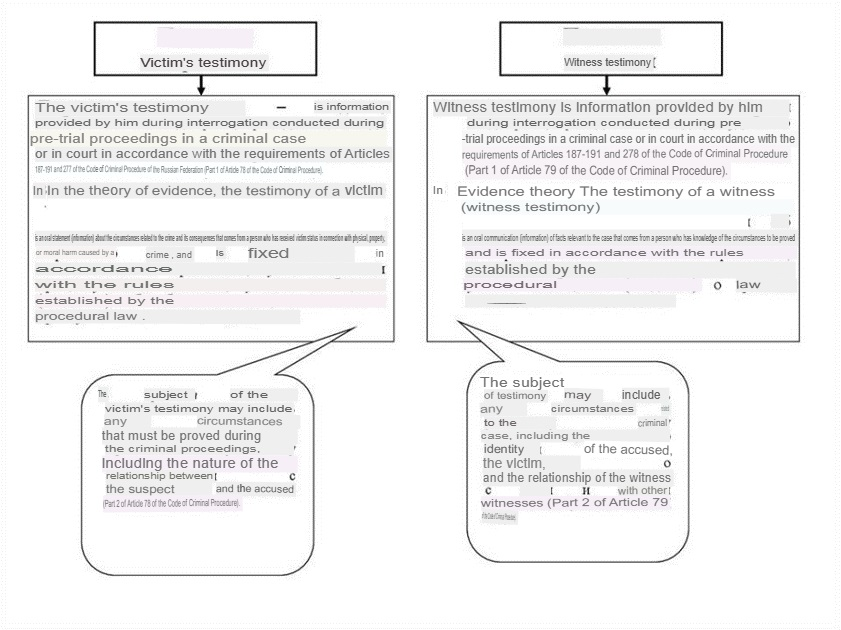 Victim's testimony
The victim's testimony – is information
provided by him during interrogation conducted during
pre-trial proceedings in a criminal case
or in court in accordance with the requirements of Articles
187-191 and 277 of the Code of Criminal Procedure of the Russian Federation (Part 1 of Article 78 of the Code of Criminal Procedure).
In In the theory of evidence, the testimony of a victim
is an oral statement (information) about the circumstances related to the crime and its consequences that comes from a person who has received victim status in connection with physical, property,
or moral harm caused by a crime , and is fixed in
accordance
with the rules
established by the
procedural law .
The subject of the
victim's testimony may include
any circumstances
that must be proved during
the criminal proceedings,
including the nature of the
relationship between
the suspect and the accused
(Part 2 of Article 78 of the Code of Criminal Procedure).
Witness testimony
Witness testimony is information provided by him
during interrogation conducted during pre
-trial proceedings in a criminal case or in court in accordance with the
requirements of Articles 187-191 and 278 of the Code of Criminal Procedure
(Part 1 of Article 79 of the Code of Criminal Procedure).
In Evidence theory The testimony of a witness
(witness testimony)
is an oral communication (information) of facts relevant to the case that comes from a person who has knowledge of the circumstances to be proved
and is fixed in accordance with the rules
established by the
procedural o law
The subject
of testimony may include
any circumstances
to the criminal
case, including the
identity of the accused,
the victim, o
and the relationship of the witness
c и with other
witnesses (Part 2 of Article 79